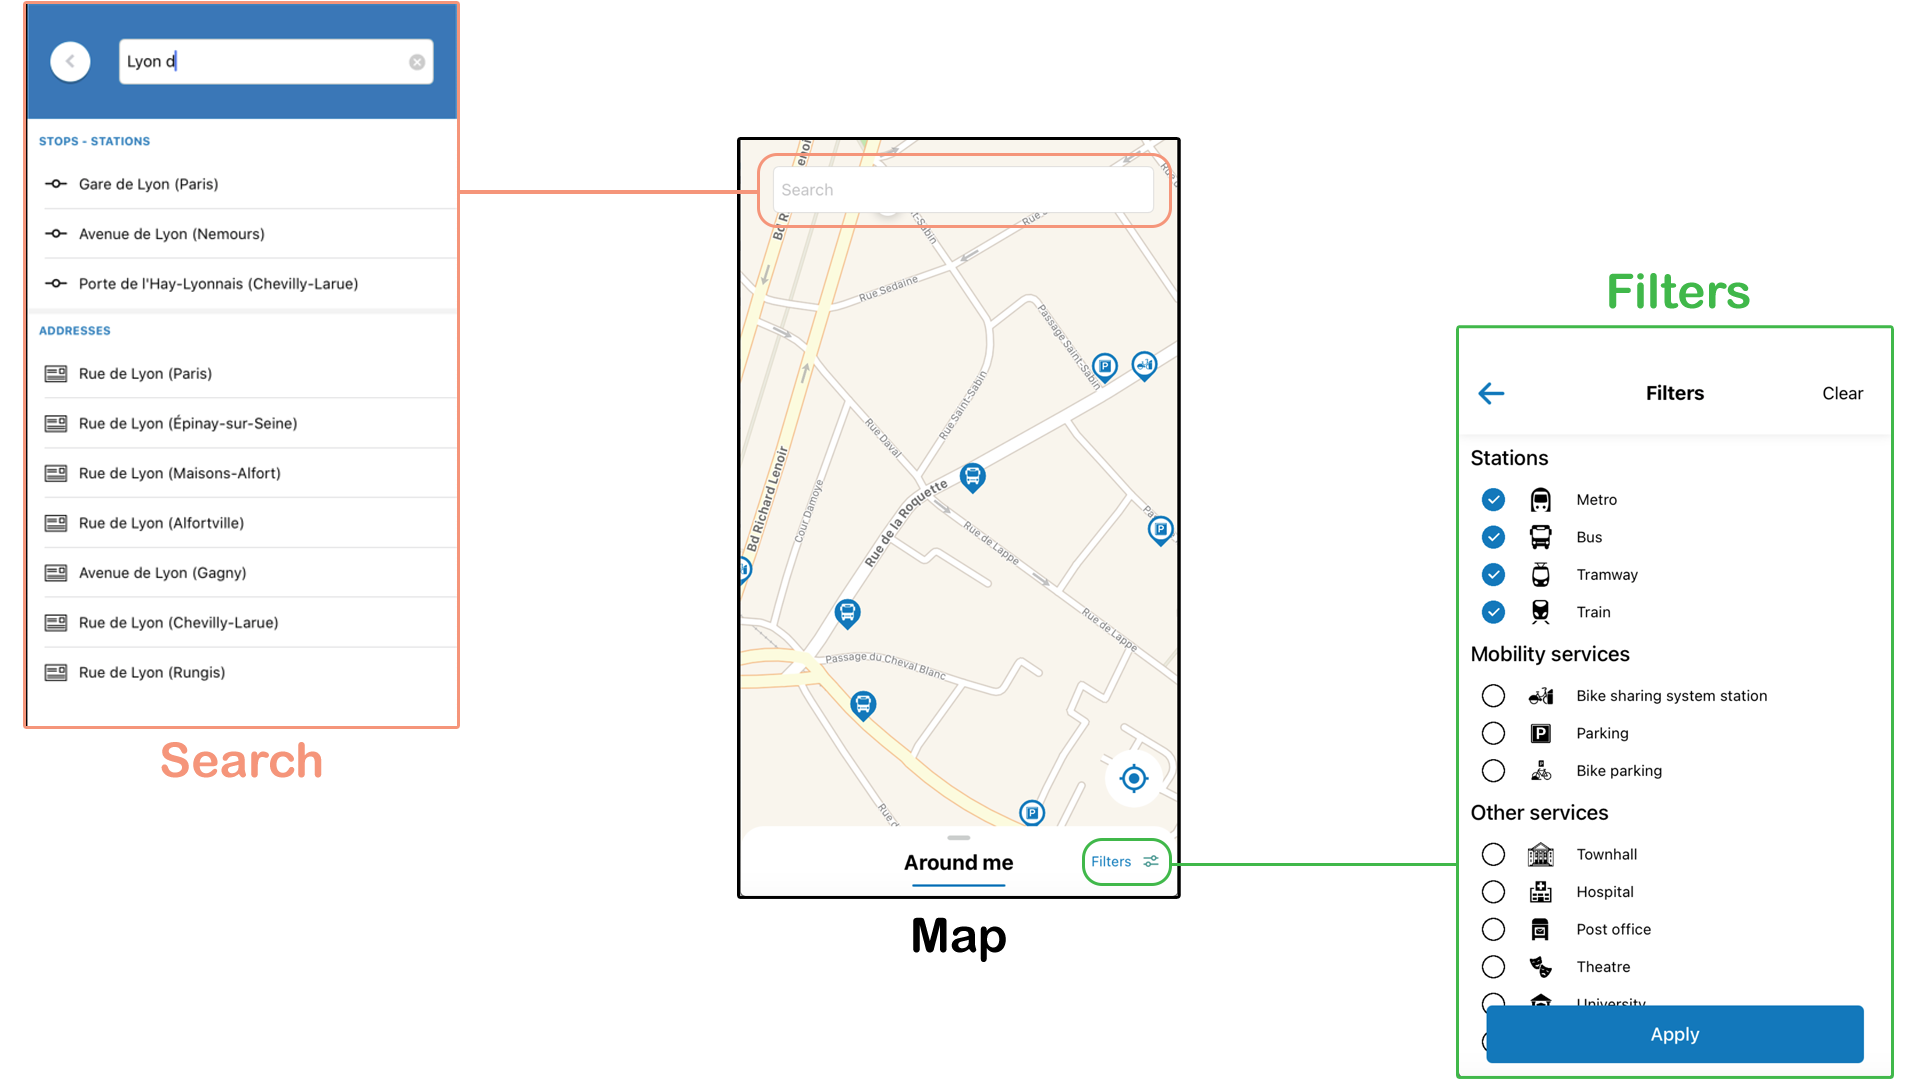 Lyon d
STOPS - STATIONS
Gare de Lyon (Paris)
Avenue de Lyon (Nemours)
Porte de l'Hay-Lyonnais (Chevilly-Larue)
ADDRESSES
Rue de Lyon (Paris)
Rue de Lyon (Épinay-sur-Seine)
Rue de Lyon (Maisons-Alfort)
Rue de Lyon (Alfortville)
Avenue de Lyon (Gagny)
Rue de Lyon (Chevilly-Larue)
Rue de Lyon (Rungis)
Search
Search
Rue Sedaine
Passage Saint-Sabin
Rue Saint-Sabin
Rue Daval
Bd Richard Lenoir
Cour Damoye
Rue de la Roquette
Rue de Lappe
Rue de Lappe
Passage du Cheval Blanc
Around me
Filters
Map
Filters
Filters
Clear
Stations
Metro
Bus
Tramway
Train
Mobility services
Bike sharing system station
P
Parking
Bike parking
Other services
Townhall
Hospital
Post office
Theatre
University
Apply